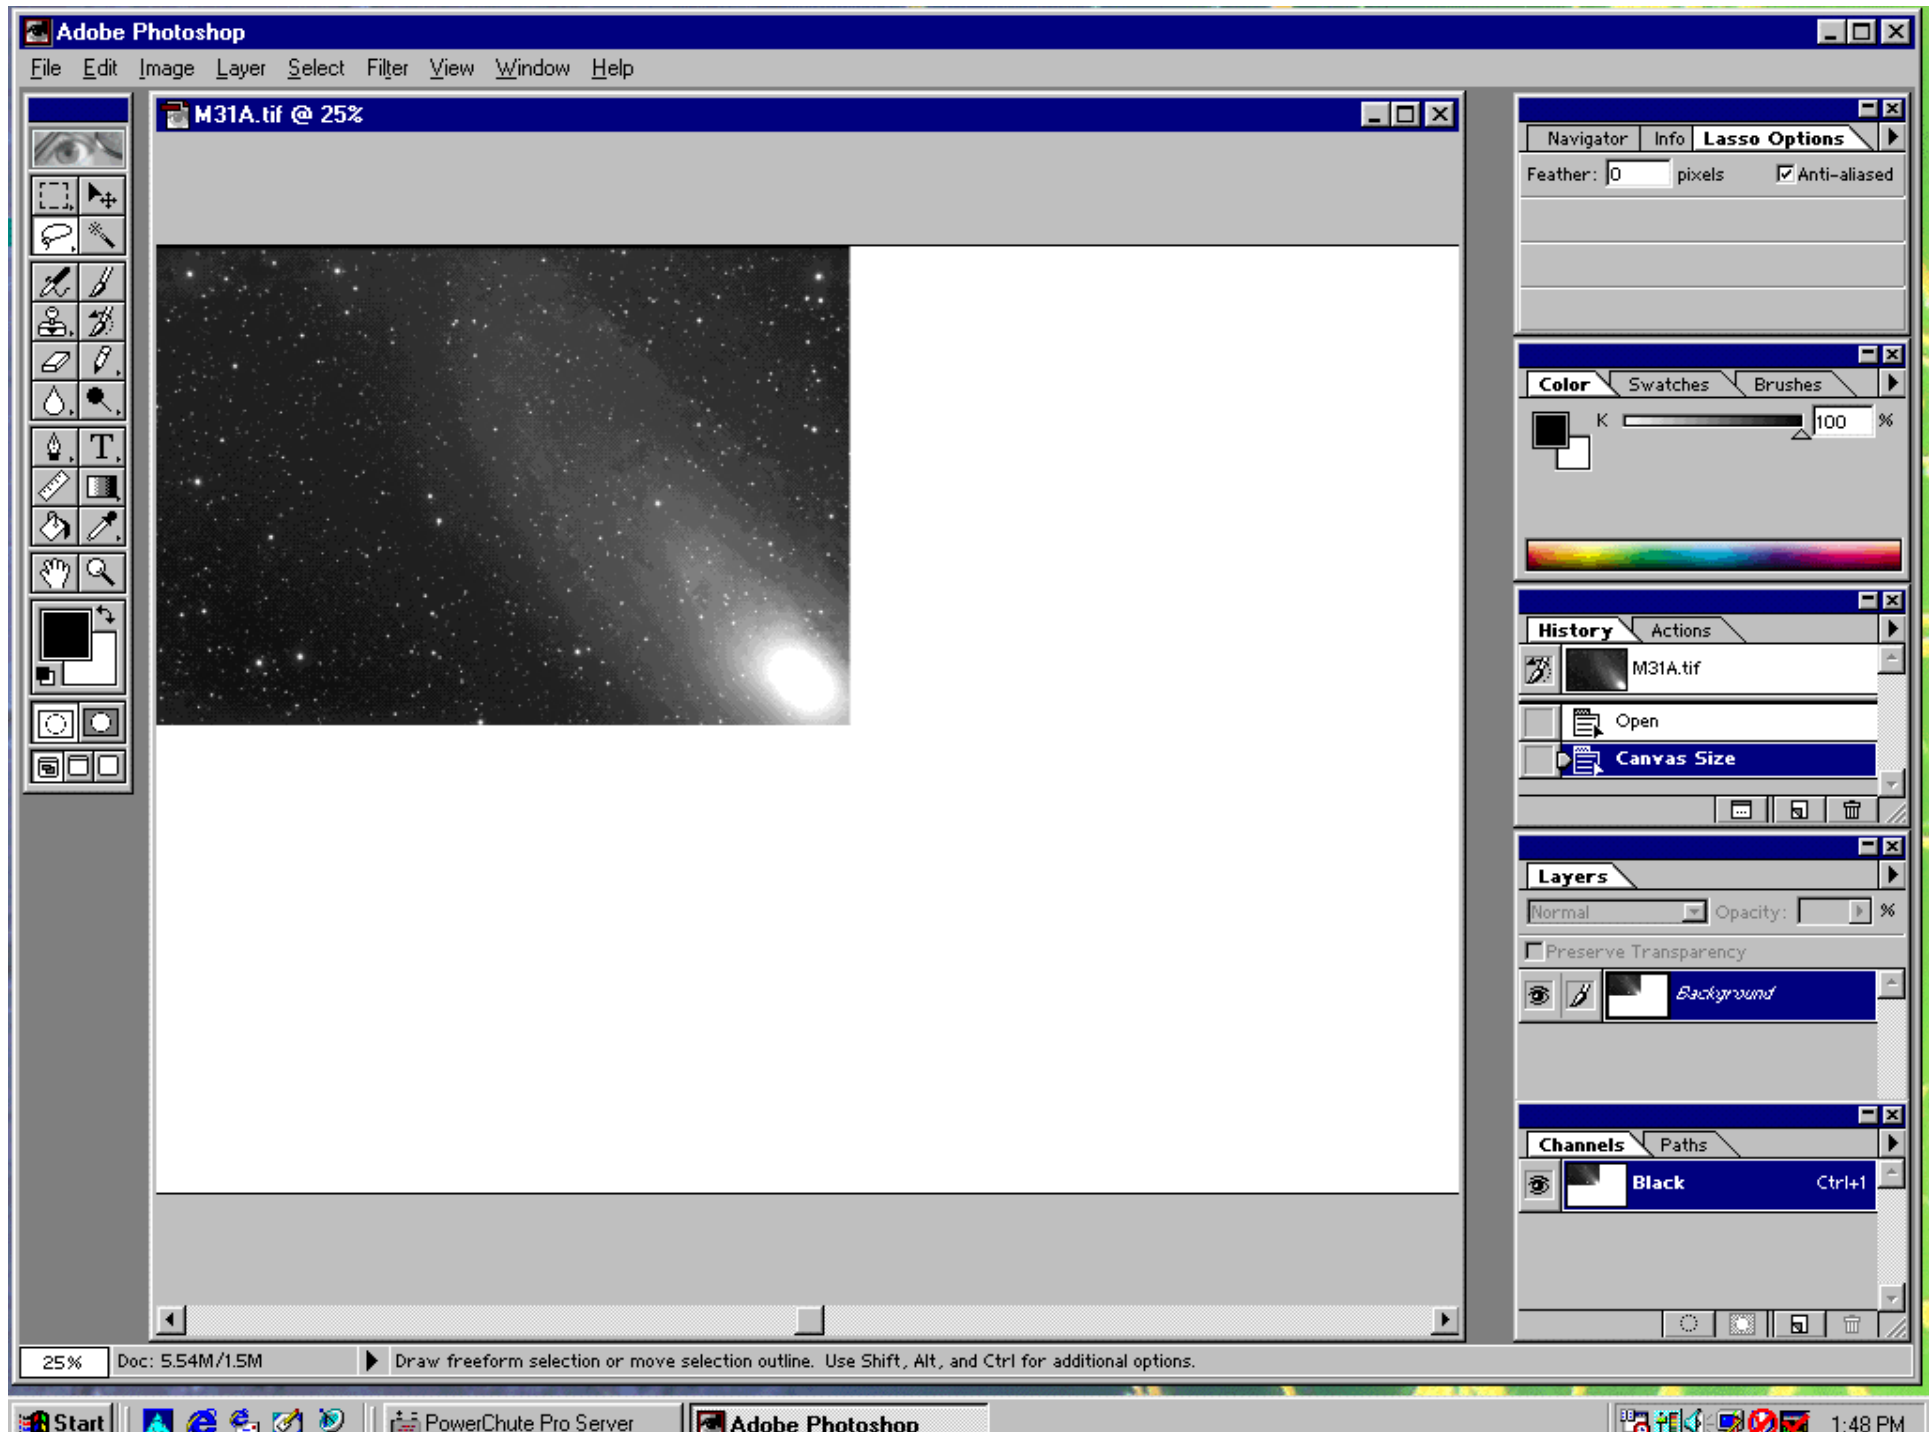 Adobe Photoshop
File Edit Image Layer Select Filter View Window Help
M31A.tif @ 25%
Navigator Info Lasso Options
Feather: 0 pixels Anti-aliased
Color Swatches Brushes
K 100 %
T
History Actions
M31A.tif
Open
Canvas Size
Layers
Normal Opacity: %
Preserve Transparency
Background
Channels Paths
Black Ctrl+1
25% Doc: 5.54M/1.5M Draw freeform selection or move selection outline. Use Shift, Alt, and Ctrl for additional options.
Start PowerChute Pro Server Adobe Photoshop 1:48 PM